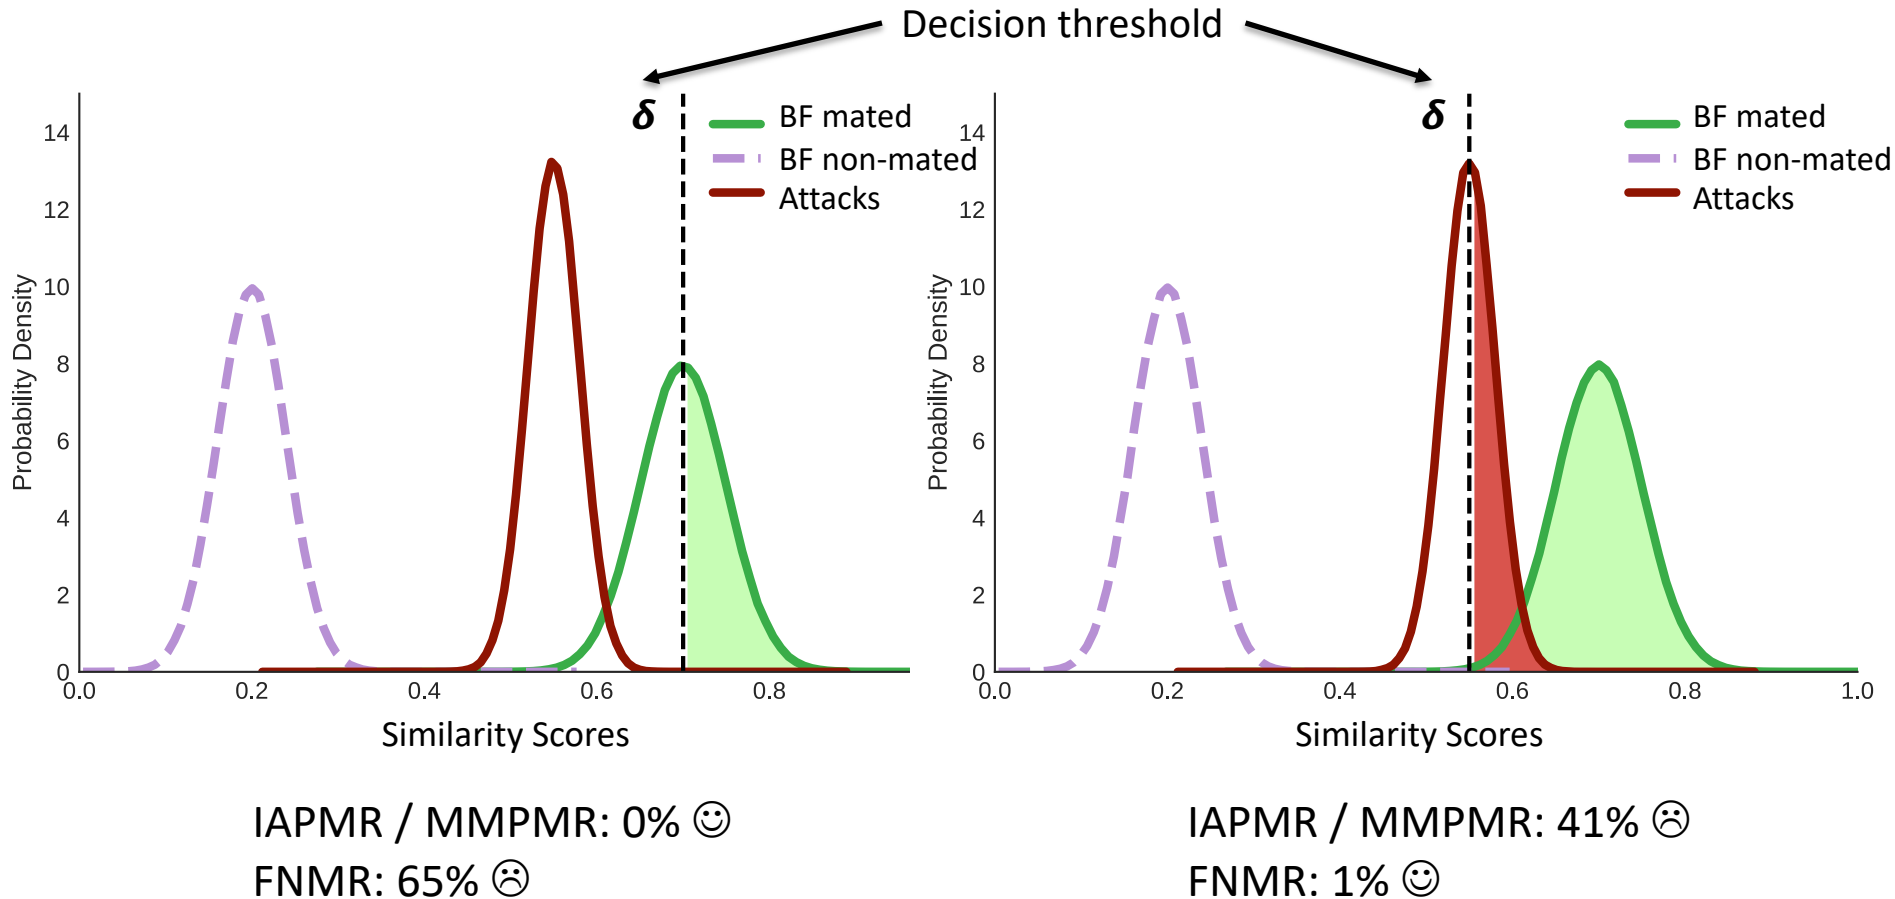 Decision threshold
δ
BF mated
BF non-mated
Attacks
14
12
10
8
6
4
2
0
Probability Density
0.0 0.2 0.4 0.6 0.8
Similarity Scores
IAPMR / MMPMR: 0% ☺
FNMR: 65% ☹
δ
BF mated
BF non-mated
Attacks
14
12
10
8
6
4
2
0
Probability Density
0.0 0.2 0.4 0.6 0.8 1.0
Similarity Scores
IAPMR / MMPMR: 41% ☹
FNMR: 1% ☺